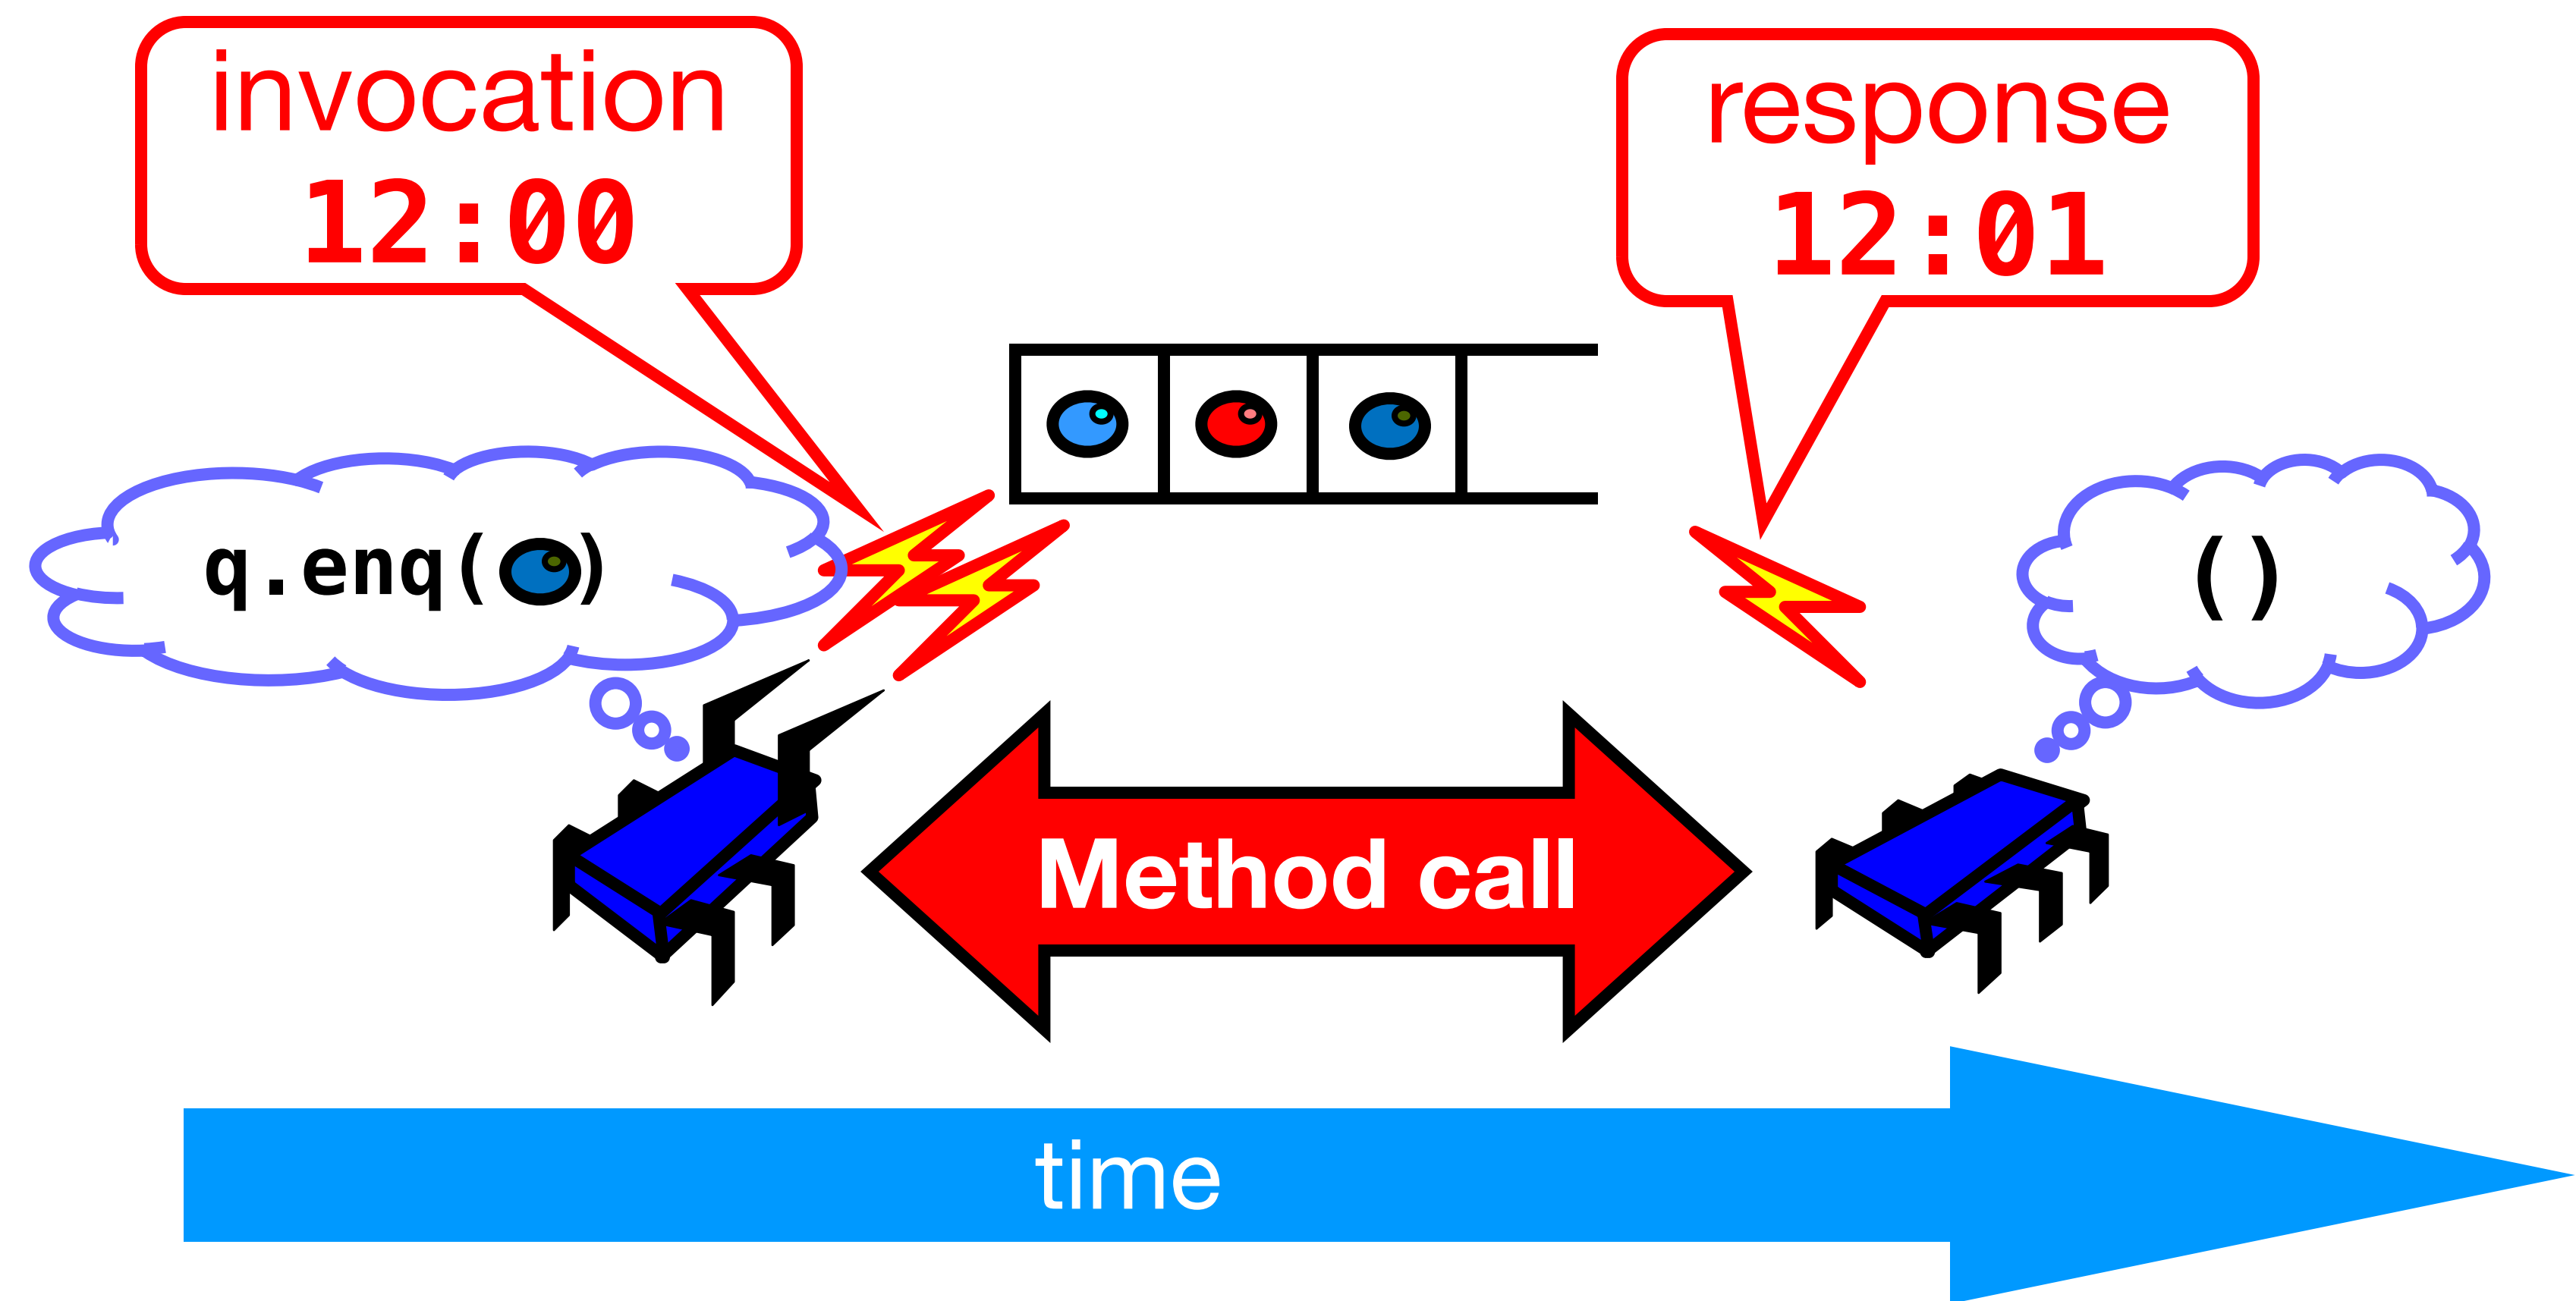 invocation
12:00
response
12:01
q.enq( )
()
Method call
time